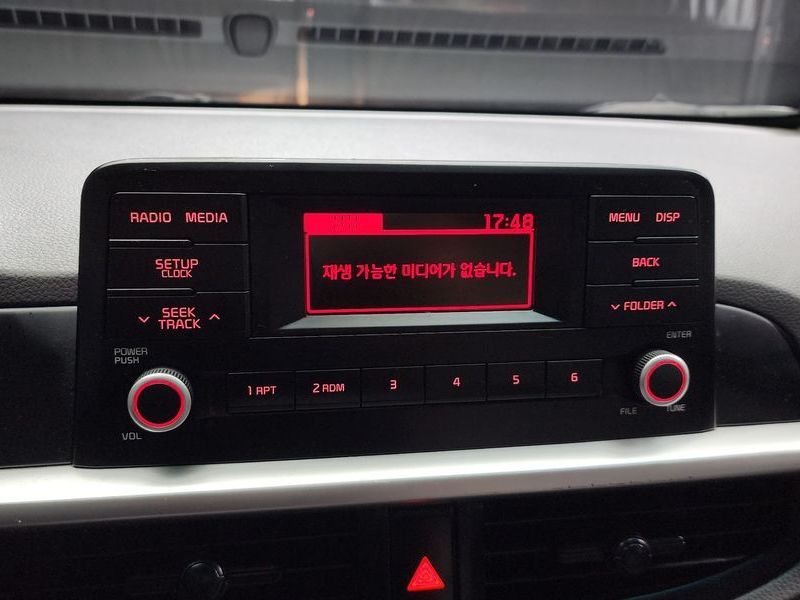 RADIO MEDIA
SETUP
CLOCK
SEEK
TRACK
POWER
PUSH
VOL
17:48
재생 가능한 미디어가 없습니다.
MENU DISP
BACK
FOLDER
ENTER
FILE
TUNE
1 RPT
2 RDM
3
4
5
6